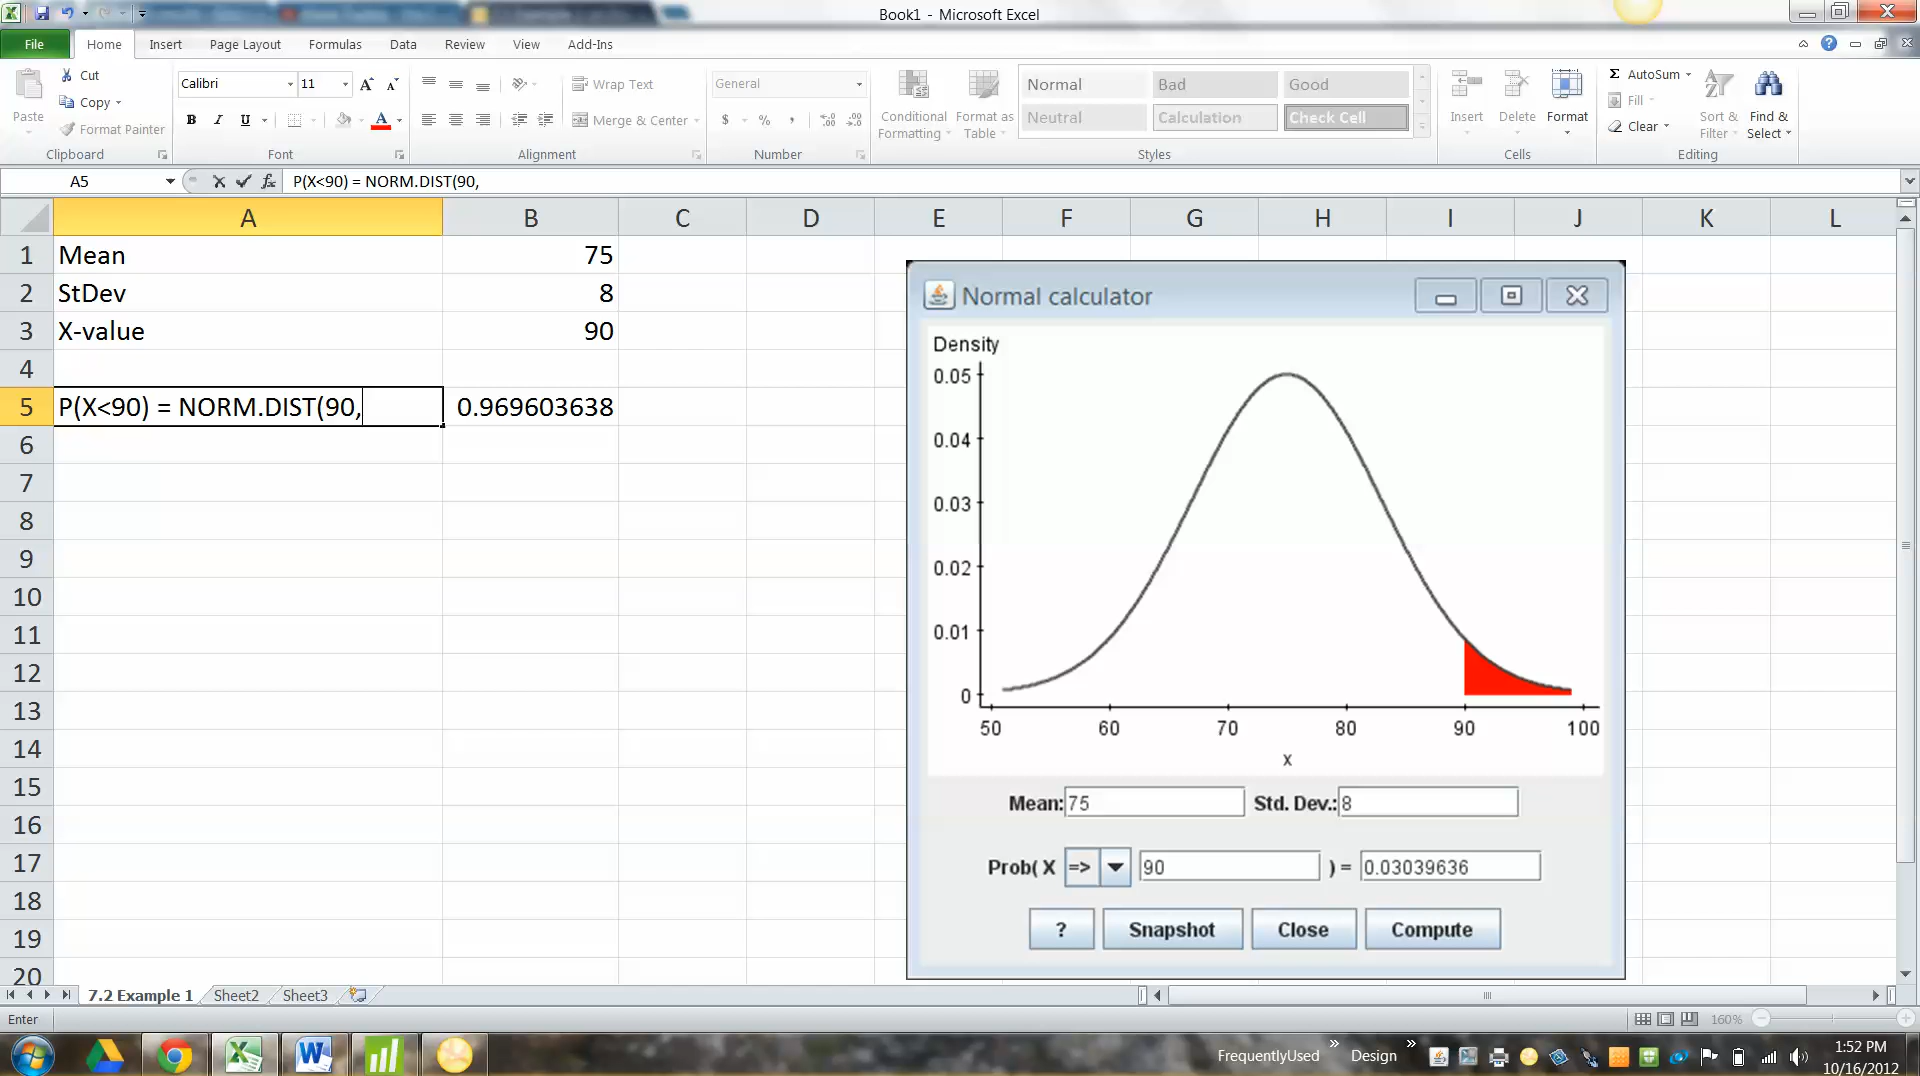 Book1 - Microsoft Excel
File Home Insert Page Layout Formulas Data Review View Add-Ins
Paste
Cut
Copy
Format Painter
Clipboard
Calibri 11
B I U
Font
Wrap Text
Merge & Center
Alignment
General
$ % ,
Number
Conditional Formatting
Format as Table
Normal Bad Good
Neutral Calculation Check Cell
Styles
Insert Delete Format
Cells
Σ AutoSum
Fill
Clear
Sort & Filter
Find & Select
Editing
A5 fx P(X<90) = NORM.DIST(90,
A B C D E F G H I J K L
1 Mean 75
2 StDev 8
3 X-value 90
4
5 P(X<90) = NORM.DIST(90, 0.969603638
6
7
8
9
10
11
12
13
14
15
16
17
18
19
20
Normal calculator
Density
0.05
0.04
0.03
0.02
0.01
0
50 60 70 80 90 100
x
Mean: 75 Std. Dev.: 8
Prob( X => 90 ) = 0.03039636
? Snapshot Close Compute
7.2 Example 1 Sheet2 Sheet3
Enter 160%
FrequentlyUsed » Design »
1:52 PM
10/16/2012